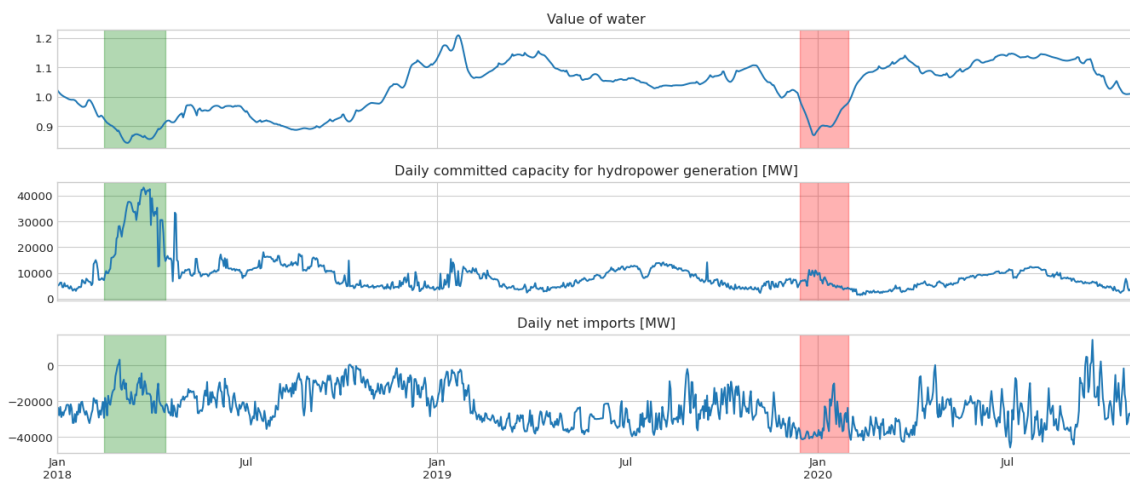 Value of water
1.2
1.1
1.0
0.9
Daily committed capacity for hydropower generation [MW]
40000
30000
20000
10000
0
Daily net imports [MW]
0
−20000
−40000
Jan
2018
Jul
Jan
2019
Jul
Jan
2020
Jul